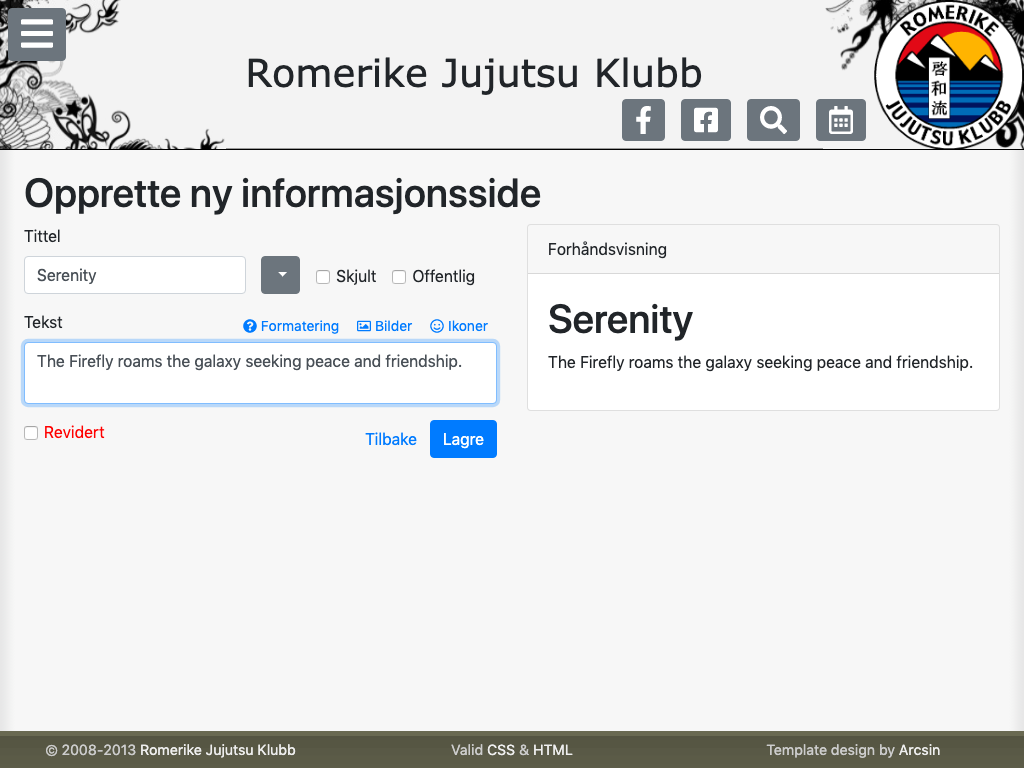 Romerike Jujutsu Klubb
ROMERIKE
啓和流
JUJUTSU KLUBB
Opprette ny informasjonsside
Tittel
Serenity
Skjult
Offentlig
Tekst
Formatering
Bilder
Ikoner
The Firefly roams the galaxy seeking peace and friendship.
Revidert
Tilbake
Lagre
Forhåndsvisning
Serenity
The Firefly roams the galaxy seeking peace and friendship.
© 2008-2013 Romerike Jujutsu Klubb
Valid CSS & HTML
Template design by Arcsin